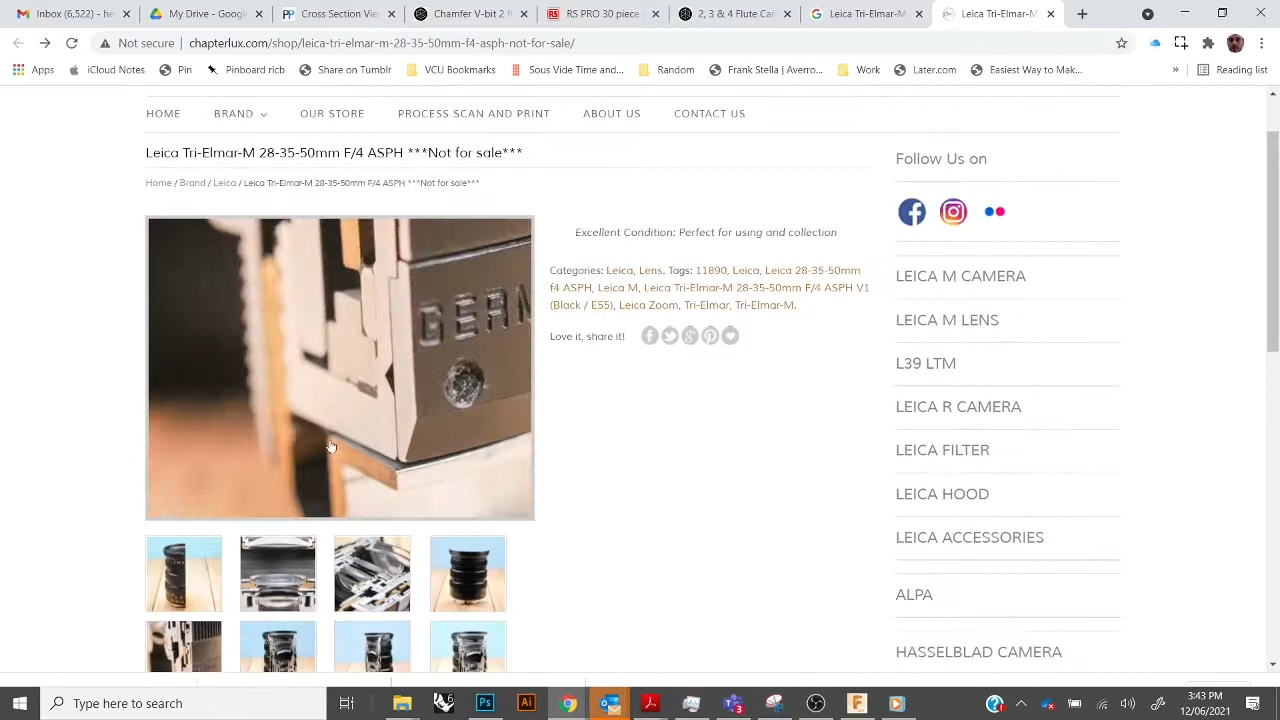 Gmail - Inbox (6,522) - he
Leica - Google Drive
Cross Section View
Chamfer V-bit 2 f
RS PRO 30 piece
2, 3, & 4 Flute Car
Leica Tri-Elmar-M
Leica Tri-Elmar-M
Not secure | chapterlux.com/shop/leica-tri-elmar-m-28-35-50mm-f4-asph-not-for-sale/
Apps
iCloud Notes
Pin
Pinboard ricb
Share on Tumblr
VCU Bookmarks
Sous Vide Time and...
Random
Frank Stella | Averro...
Work
Later.com
Easiest Way to Mak...
»
Reading list
HOME
BRAND
OUR STORE
PROCESS SCAN AND PRINT
ABOUT US
CONTACT US
Leica Tri-Elmar-M 28-35-50mm F/4 ASPH ***Not for sale***
Home / Brand / Leica / Leica Tri-Elmar-M 28-35-50mm F/4 ASPH ***Not for sale***
GERM
Excellent Condition: Perfect for using and collection
Categories: Leica, Lens. Tags: 11890, Leica, Leica 28-35-50mm
f4 ASPH, Leica M, Leica Tri-Elmar-M 28-35-50mm F/4 ASPH V1
(Black / E55), Leica Zoom, Tri-Elmar, Tri-Elmar-M.
Love it, share it!
Follow Us on
LEICA M CAMERA
LEICA M LENS
L39 LTM
LEICA R CAMERA
LEICA FILTER
LEICA HOOD
LEICA ACCESSORIES
ALPA
HASSELBLAD CAMERA
Type here to search
3:43 PM
12/06/2021